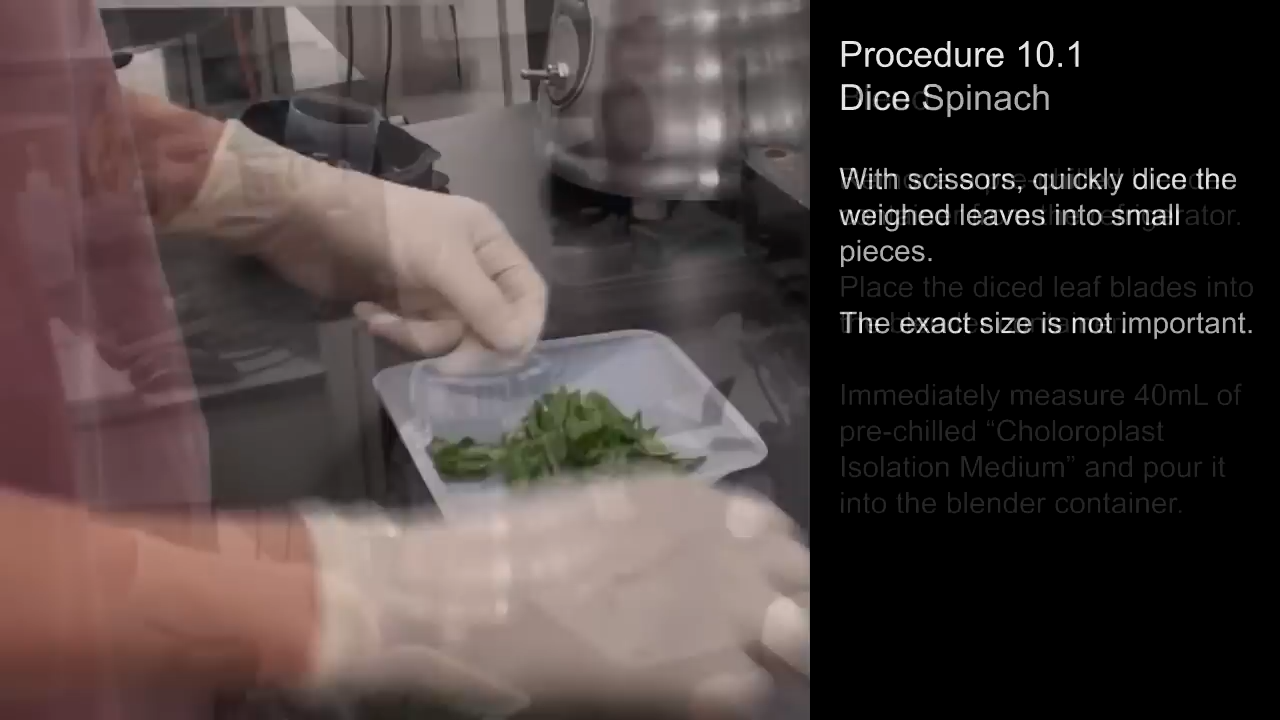 Procedure 10.1
Dice Spinach
With scissors, quickly dice the
weighed leaves into small
pieces.
Place the diced leaf blades into
The exact size is not important.
Immediately measure 40mL of
pre-chilled “Choloroplast
Isolation Medium” and pour it
into the blender container.